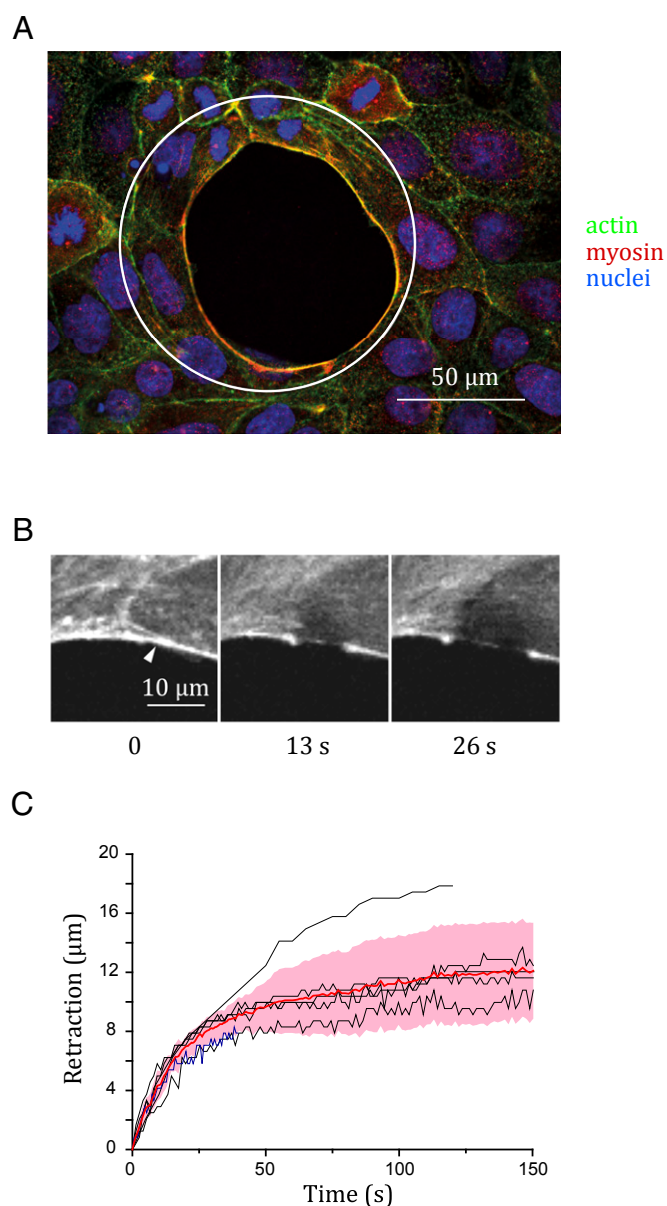 A
actin
myosin
nuclei
50 μm
B
10 μm
0 13 s 26 s
C
20
16
12
8
4
0
Retraction (μm)
0 50 100 150
Time (s)